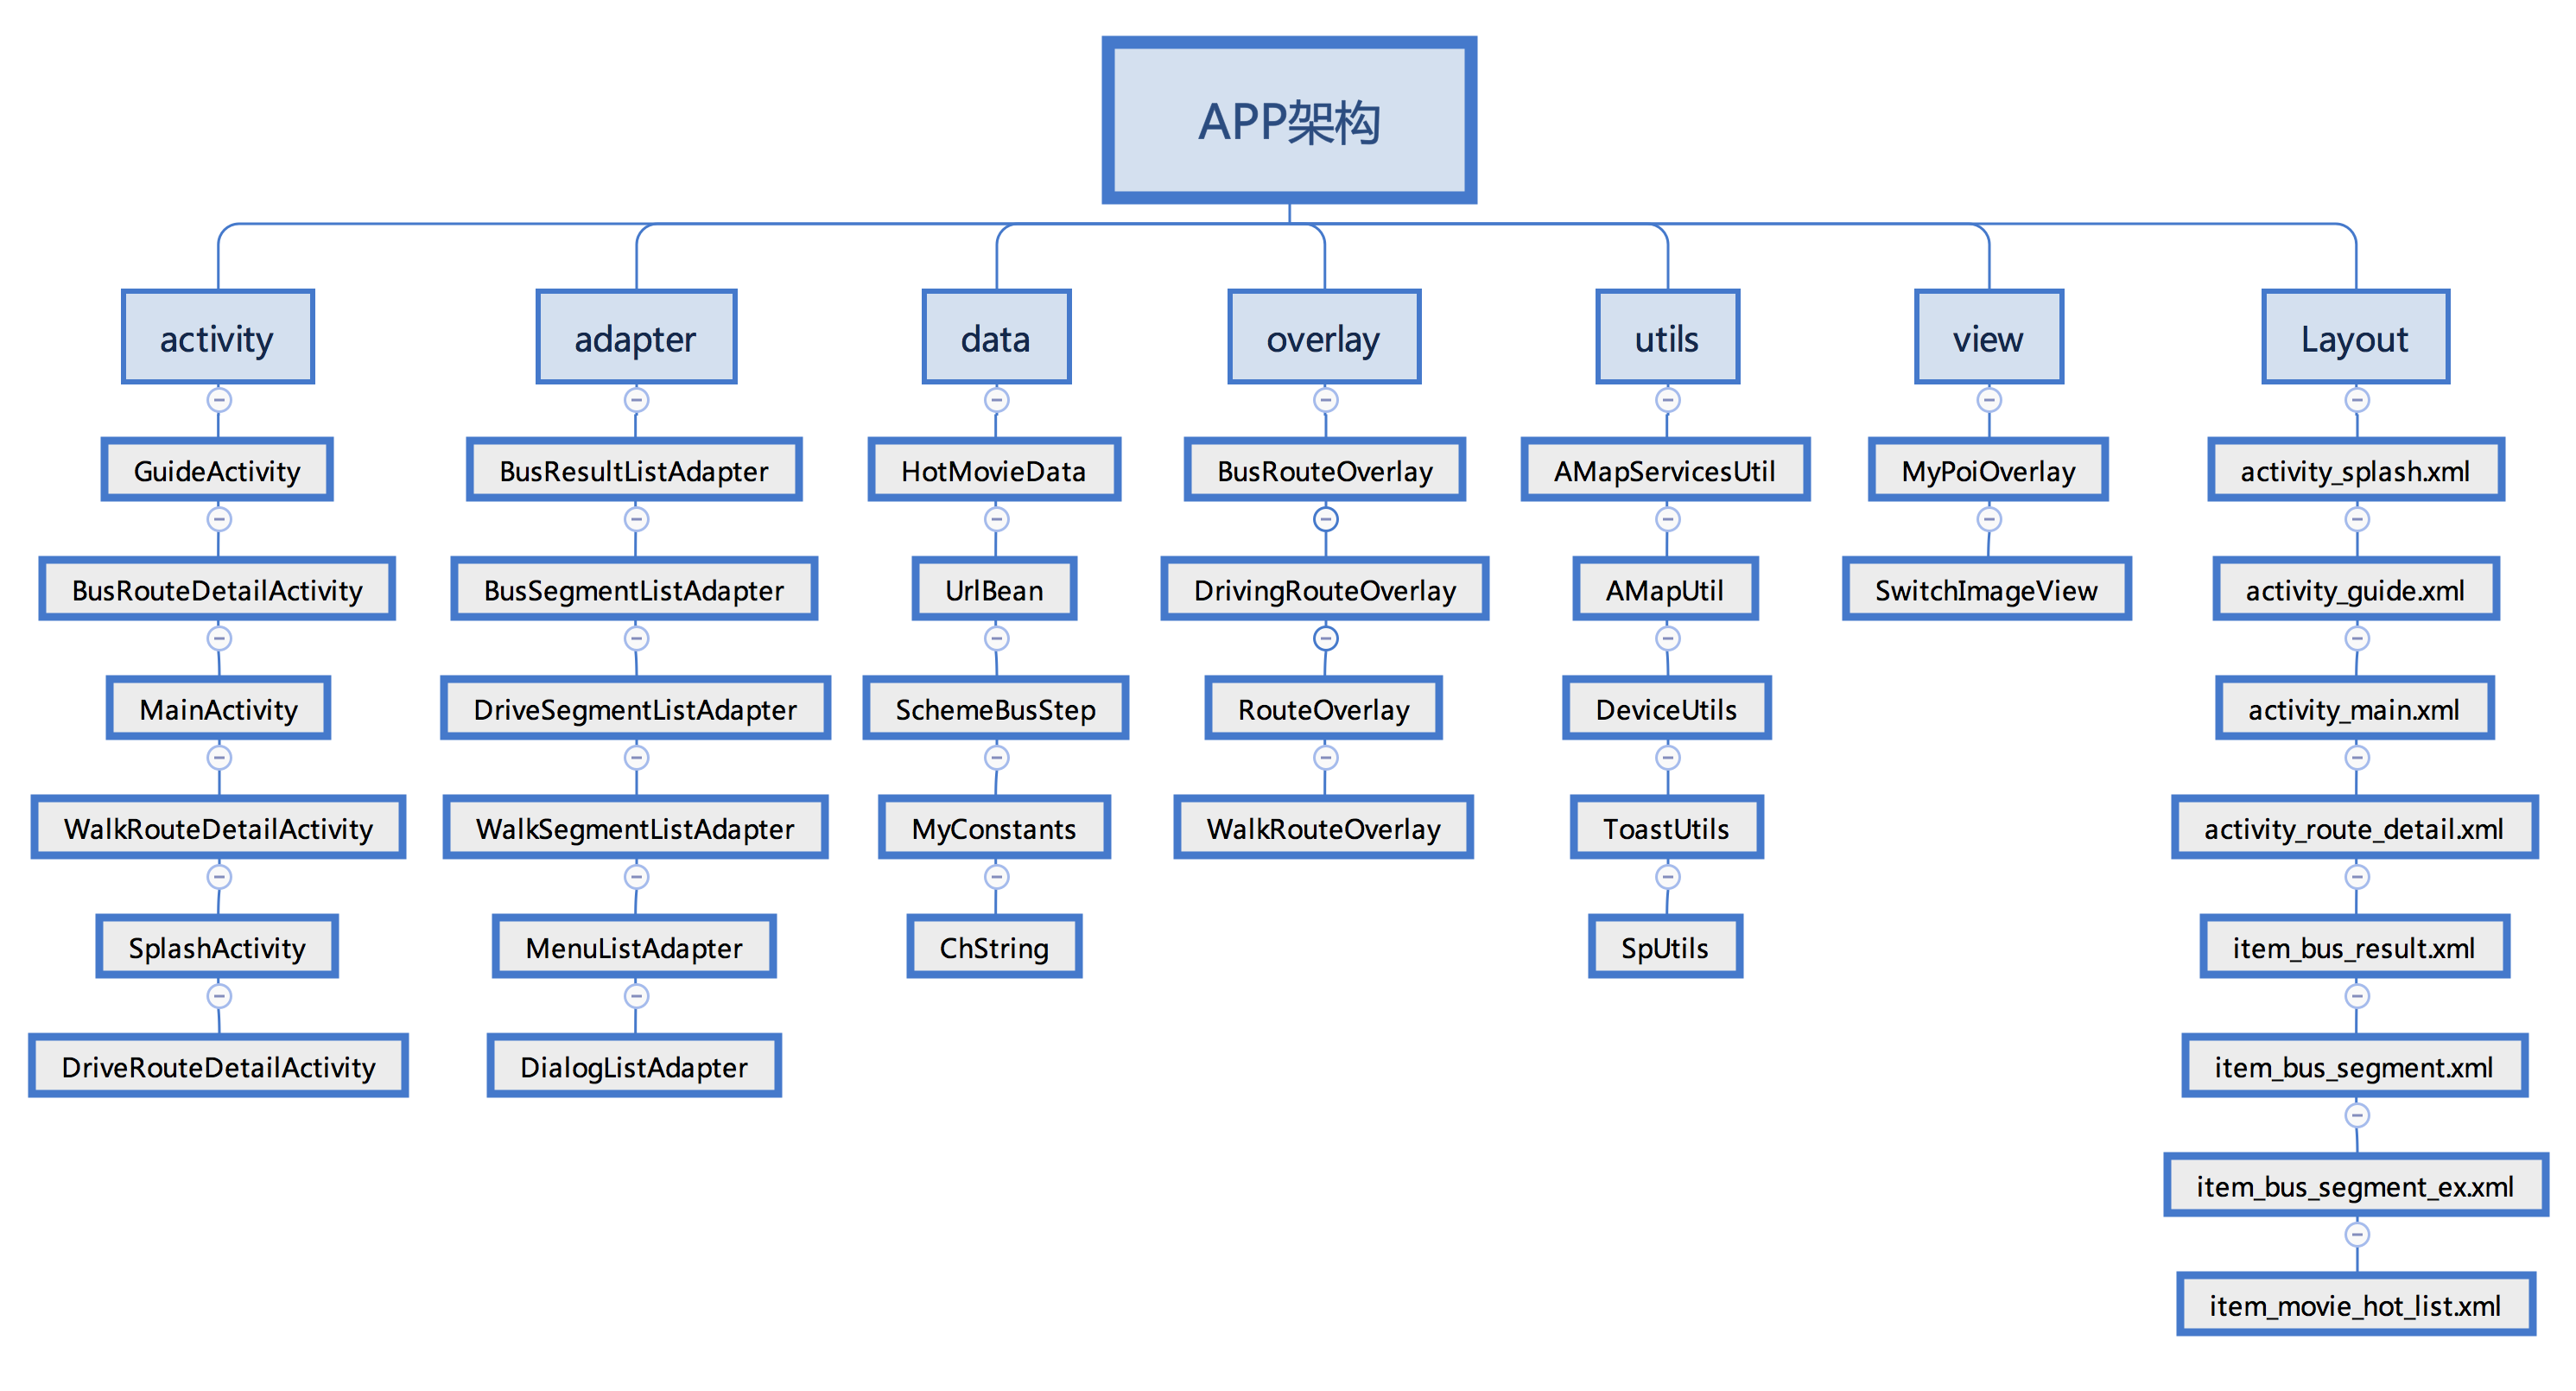 APP架构
activity
GuideActivity
BusRouteDetailActivity
MainActivity
WalkRouteDetailActivity
SplashActivity
DriveRouteDetailActivity
adapter
BusResultListAdapter
BusSegmentListAdapter
DriveSegmentListAdapter
WalkSegmentListAdapter
MenuListAdapter
DialogListAdapter
data
HotMovieData
UrlBean
SchemeBusStep
MyConstants
ChString
overlay
BusRouteOverlay
DrivingRouteOverlay
RouteOverlay
WalkRouteOverlay
utils
AMapServicesUtil
AMapUtil
DeviceUtils
ToastUtils
SpUtils
view
MyPoiOverlay
SwitchImageView
Layout
activity_splash.xml
activity_guide.xml
activity_main.xml
activity_route_detail.xml
item_bus_result.xml
item_bus_segment.xml
item_bus_segment_ex.xml
item_movie_hot_list.xml